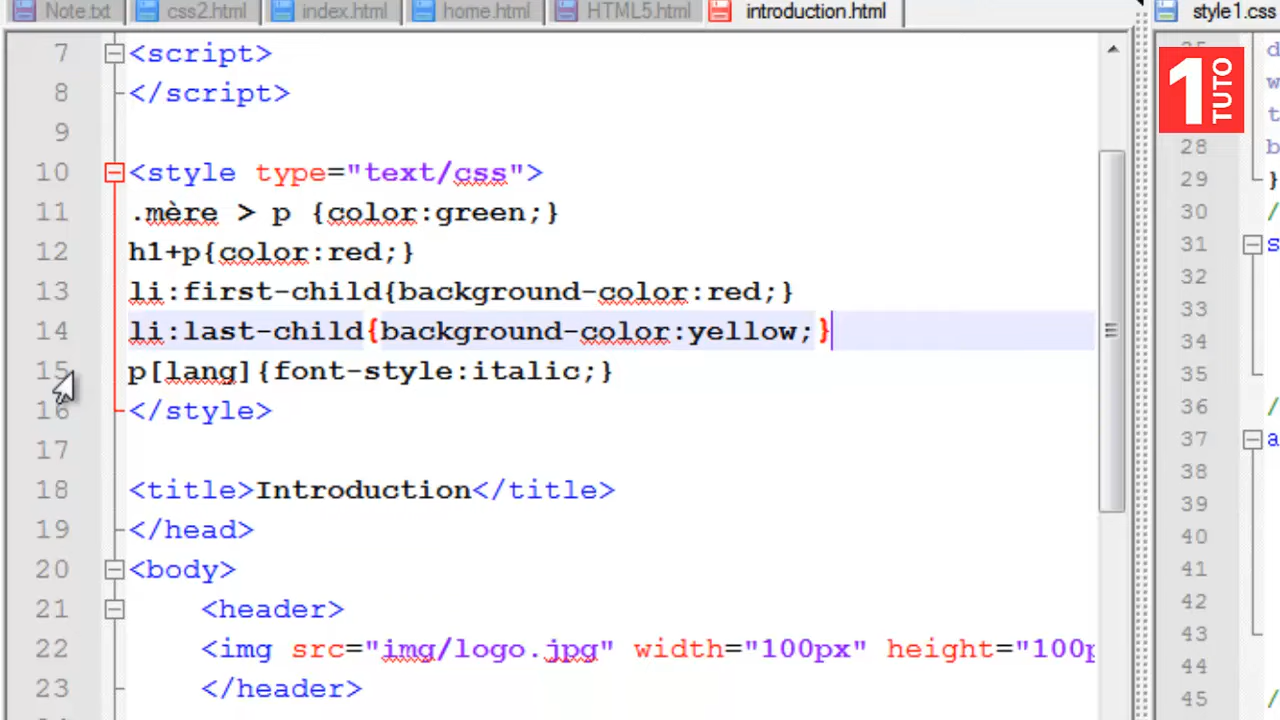 Note.txt css2.html index.html home.html HTML5.html introduction.html style1.css
7 <script>
8 </script>
9
10 <style type="text/css">
11 .mère > p {color:green;}
12 h1+p{color:red;}
13 li:first-child{background-color:red;}
14 li:last-child{background-color:yellow;}
15 p[lang]{font-style:italic;}
16 </style>
17
18 <title>Introduction</title>
19 </head>
20 <body>
21 <header>
22 <img src="img/logo.jpg" width="100px" height="100p
23 </header>
1 TUTO
d
w
t
28 b
29 }
30 /
31 s
32
33
34
35
36 /
37 a
38
39
40
41
42
43
44
45 /